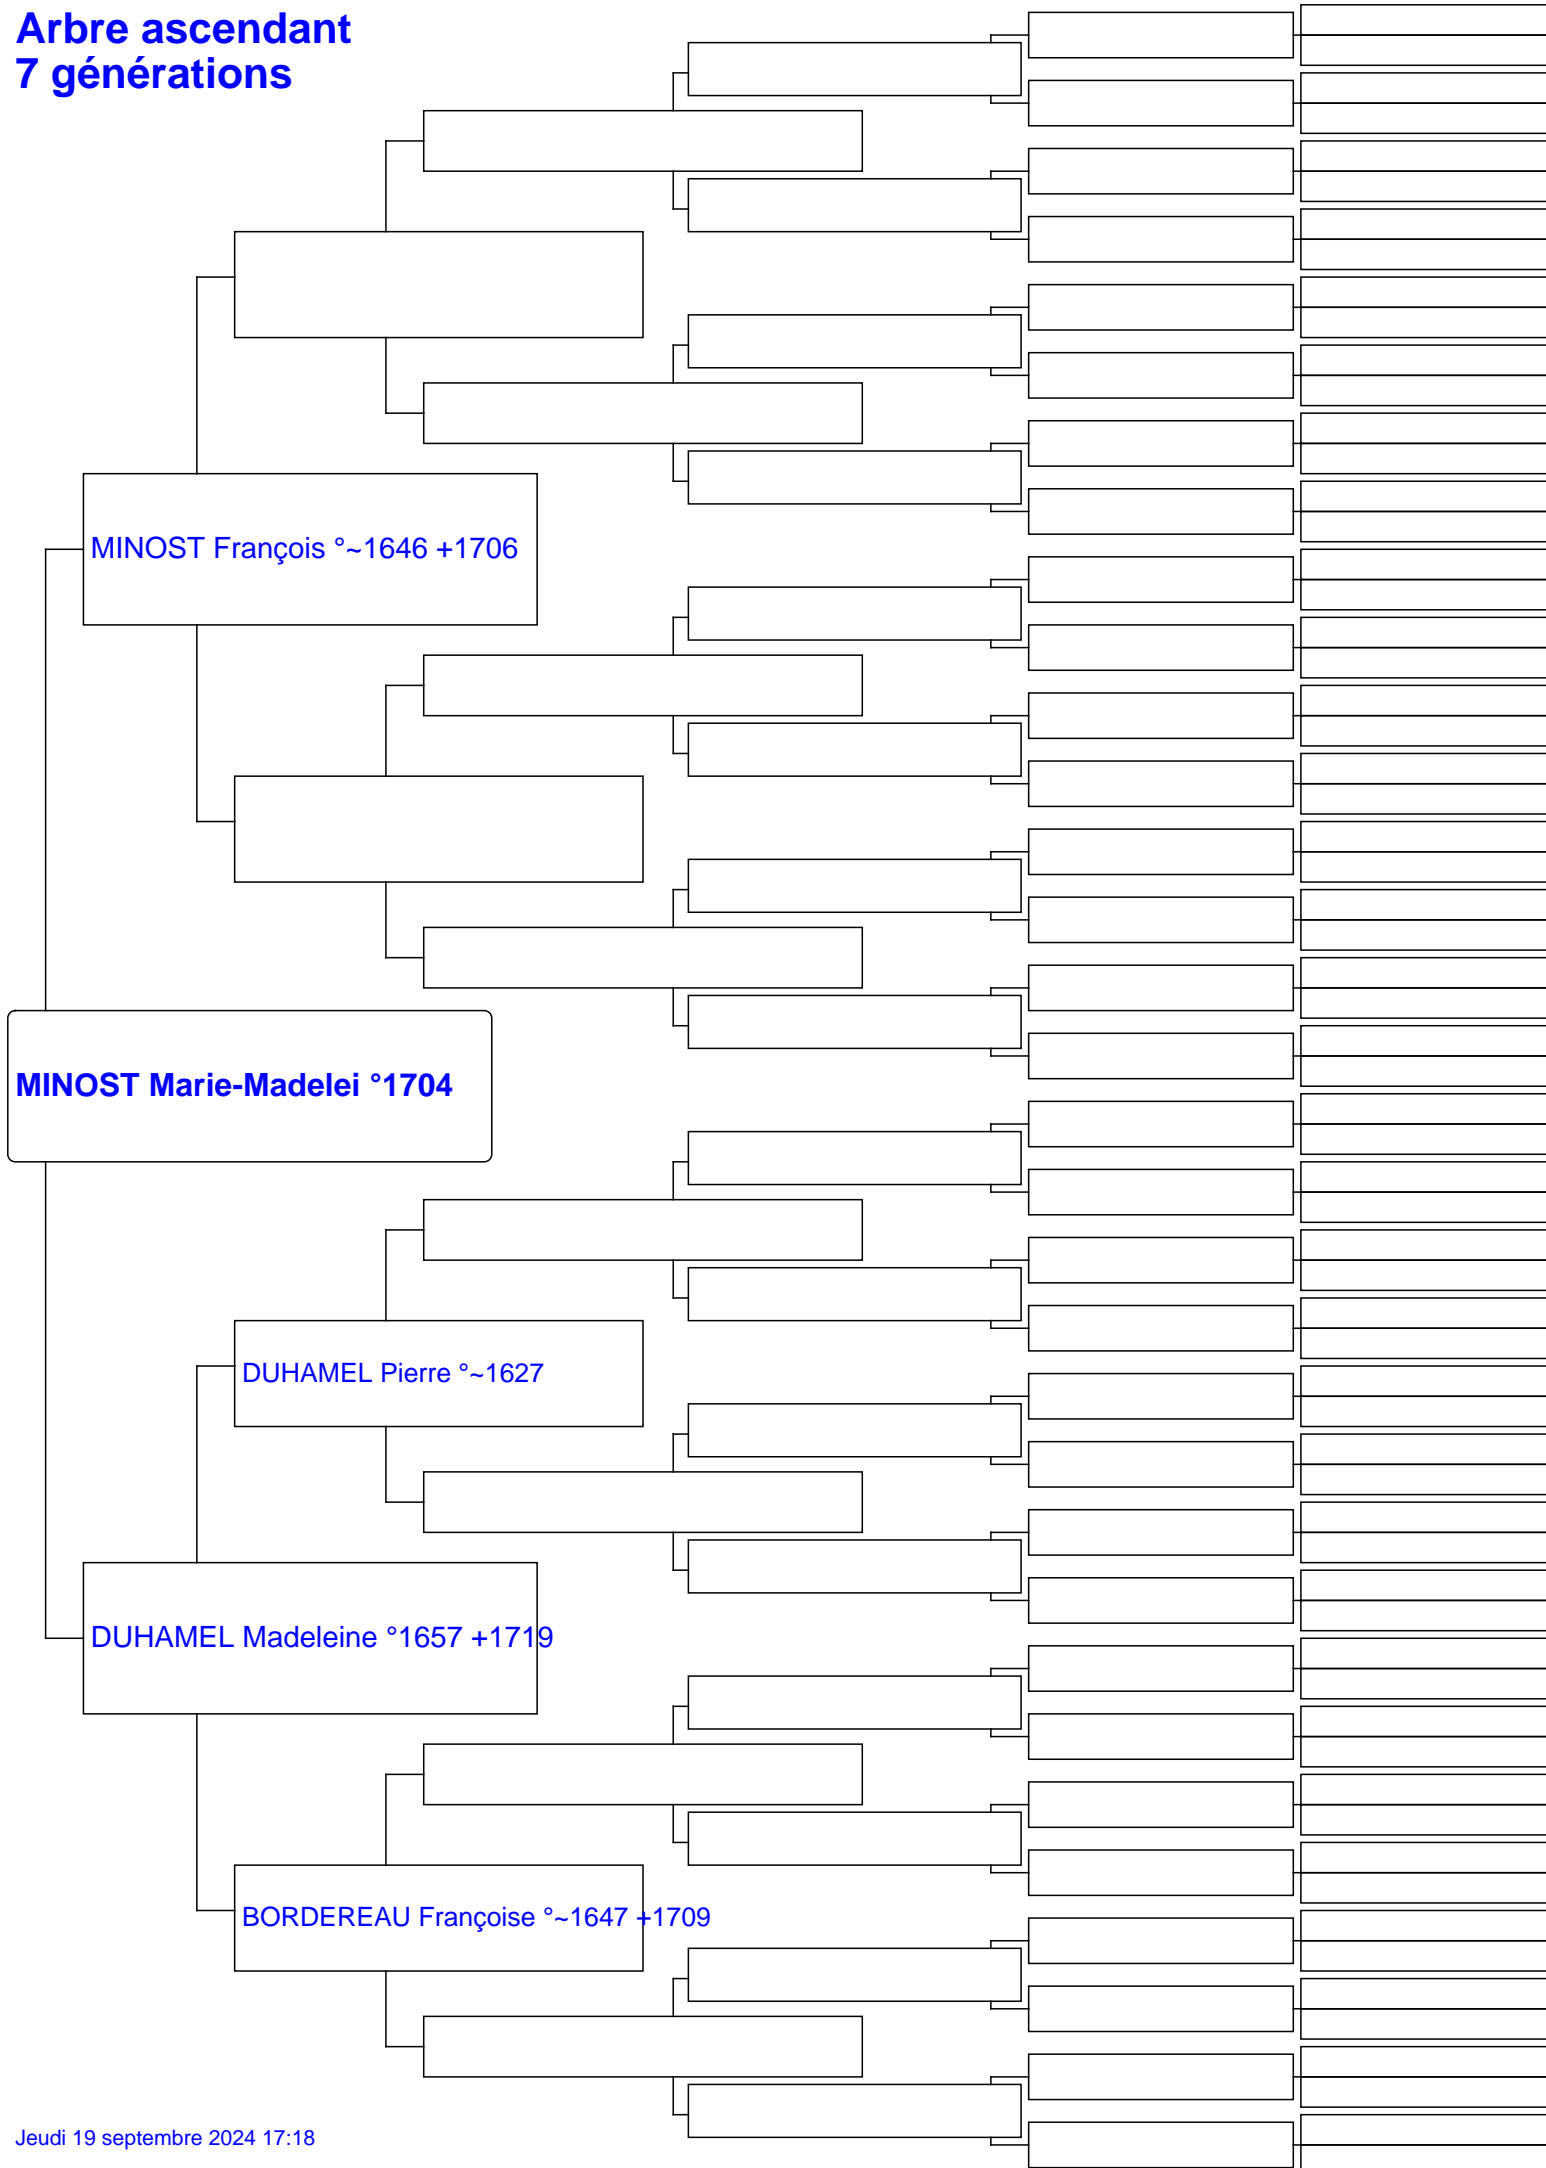 Arbre ascendant
7 générations
MINOST François °~1646 +1706
MINOST Marie-Madelei °1704
DUHAMEL Pierre °~1627
DUHAMEL Madeleine °1657 +1719
BORDEREAU Françoise °~1647 +1709
Jeudi 19 septembre 2024 17:18